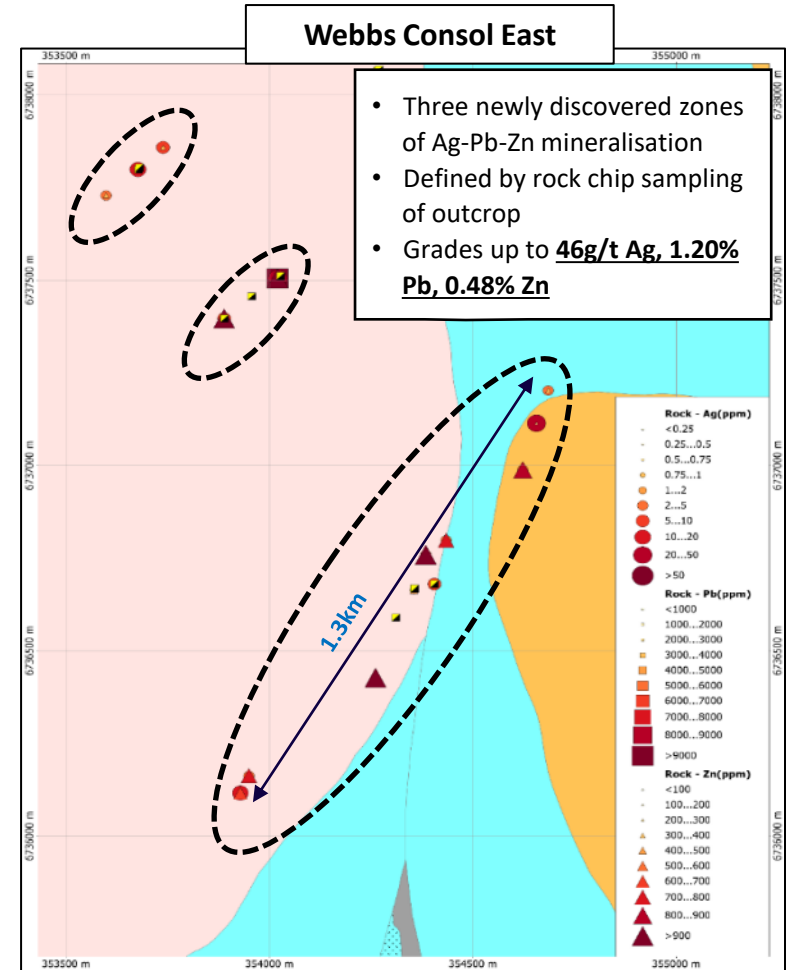 Webbs Consol East
353500 m
355000 m
• Three newly discovered zones
of Ag-Pb-Zn mineralisation
• Defined by rock chip sampling
of outcrop
• Grades up to 46g/t Ag, 1.20%
Pb, 0.48% Zn
6738000 m
6738000 m
6737500 m
6737500 m
6737000 m
6736500 m
6736500 m
6736000 m
6736000 m
1.3km
Rock - Ag(ppm)
<0.25
0.25...0.5
0.5...0.75
0.75...1
1...2
2...5
5...10
10...20
20...50
>50
Rock - Pb(ppm)
<1000
1000...2000
2000...3000
3000...4000
4000...5000
5000...6000
6000...7000
7000...8000
8000...9000
>9000
Rock - Zn(ppm)
<100
100...200
200...300
300...400
400...500
500...600
600...700
700...800
800...900
>900
6737000 m
353500 m
354000 m
354500 m
355000 m